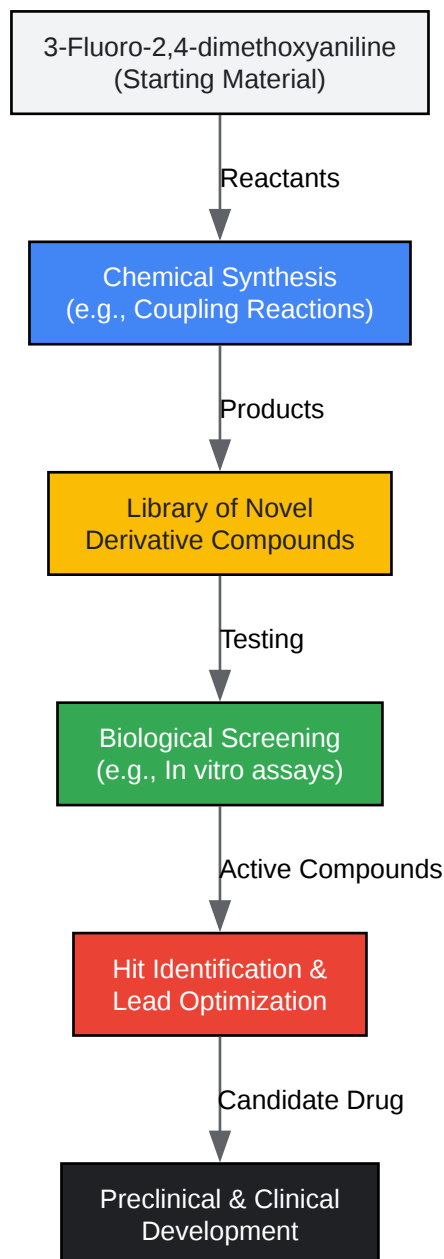 3-Fluoro-2,4-dimethoxyaniline
(Starting Material)
Reactants
Chemical Synthesis
(e.g., Coupling Reactions)
Products
Library of Novel
Derivative Compounds
Testing
Biological Screening
(e.g., In vitro assays)
Active Compounds
Hit Identification &
Lead Optimization
Candidate Drug
Preclinical & Clinical
Development